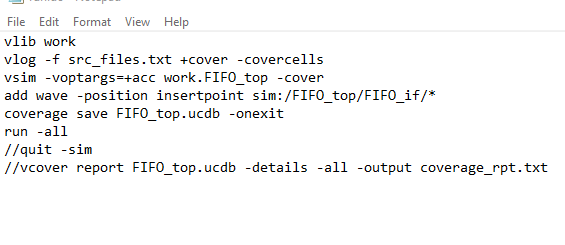 File Edit Format View Help
vlib work
vlog -f src_files.txt +cover -covercells
vsim -voptargs=+acc work.FIFO_top -cover
add wave -position insertpoint sim:/FIFO_top/FIFO_if/*
coverage save FIFO_top.ucdb -onexit
run -all
//quit -sim
//vcover report FIFO_top.ucdb -details -all -output coverage_rpt.txt